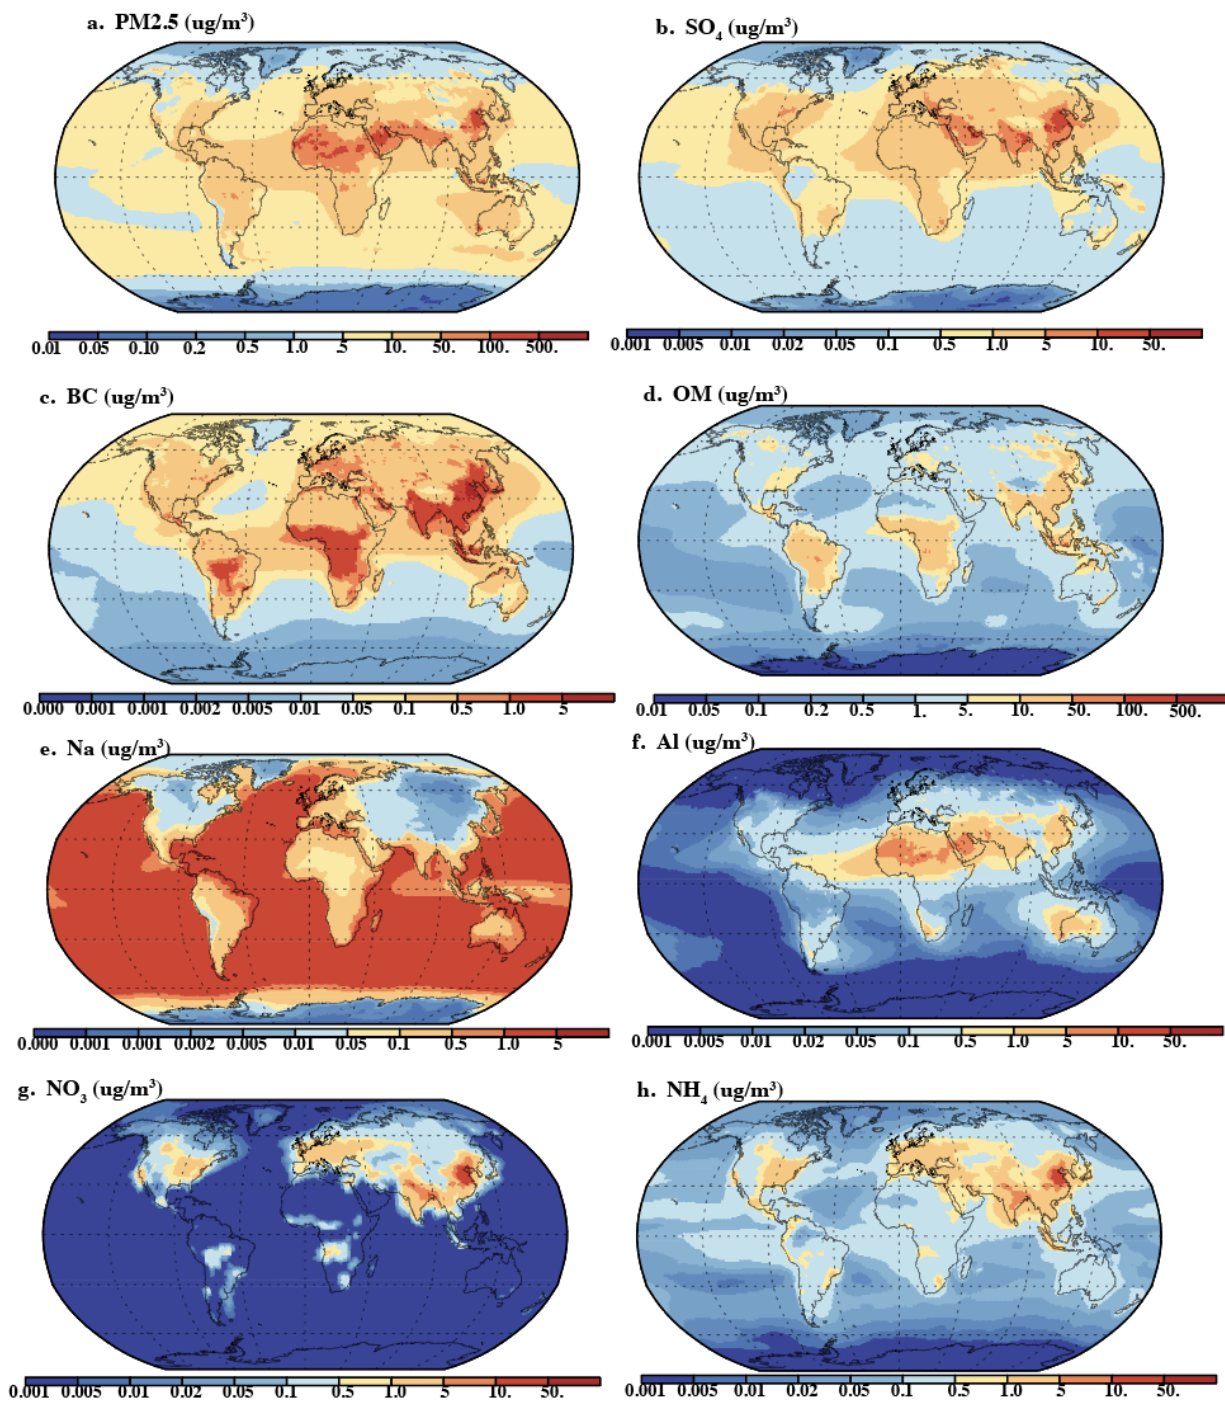 a. PM2.5 (ug/m³)
0.01 0.05 0.10 0.2 0.5 1.0 5 10. 50. 100. 500.
b. SO₄ (ug/m³)
0.001 0.005 0.01 0.02 0.05 0.1 0.5 1.0 5 10. 50.
c. BC (ug/m³)
0.000 0.001 0.001 0.002 0.005 0.01 0.05 0.1 0.5 1.0 5
d. OM (ug/m³)
0.01 0.05 0.1 0.2 0.5 1. 5. 10. 50. 100. 500.
e. Na (ug/m³)
0.000 0.001 0.001 0.002 0.005 0.01 0.05 0.1 0.5 1.0 5
f. Al (ug/m³)
0.001 0.005 0.01 0.02 0.05 0.1 0.5 1.0 5 10. 50.
g. NO₃ (ug/m³)
0.001 0.005 0.01 0.02 0.05 0.1 0.5 1.0 5 10. 50.
h. NH₄ (ug/m³)
0.001 0.005 0.01 0.02 0.05 0.1 0.5 1.0 5 10. 50.